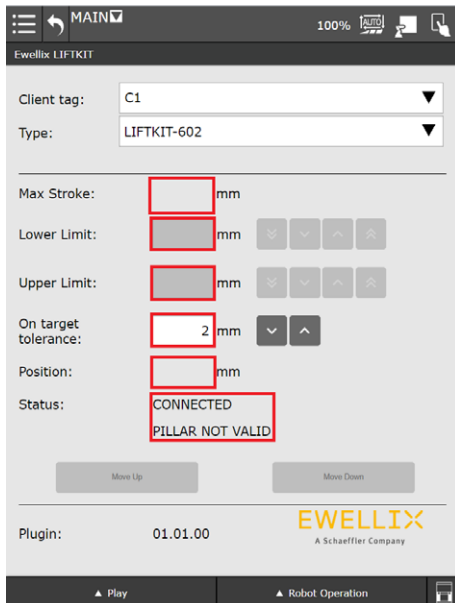 MAIN
100%
AUTO
Ewellix LIFTKIT
Client tag: C1
Type: LIFTKIT-602
Max Stroke: mm
Lower Limit: mm
Upper Limit: mm
On target
tolerance: 2 mm
Position: mm
Status: CONNECTED
PILLAR NOT VALID
Move Up Move Down
Plugin: 01.01.00
EWELLIX
A Schaeffler Company
Play Robot Operation